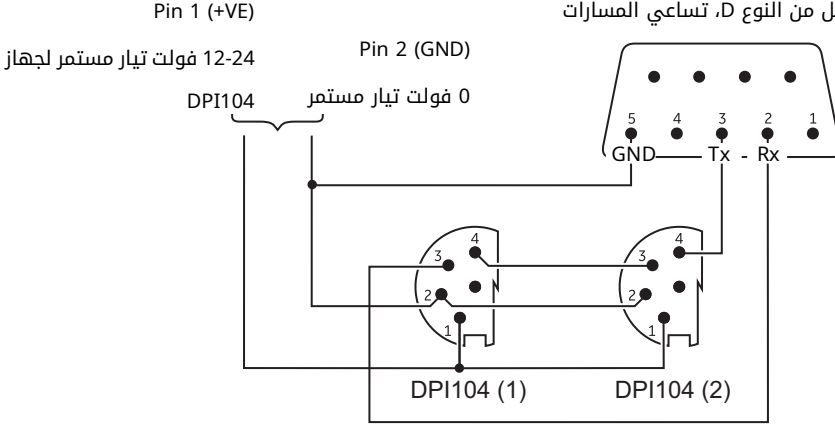 Pin 1 (+VE)
12-24 فولت تيار مستمر لجهاز
DPI104
Pin 2 (GND)
0 فولت تيار مستمر
من النوع D، تساعي المسارات
5 4 3 2 1
GND Tx - Rx
4
3
2
1
4
3
2
1
DPI104 (1)
DPI104 (2)